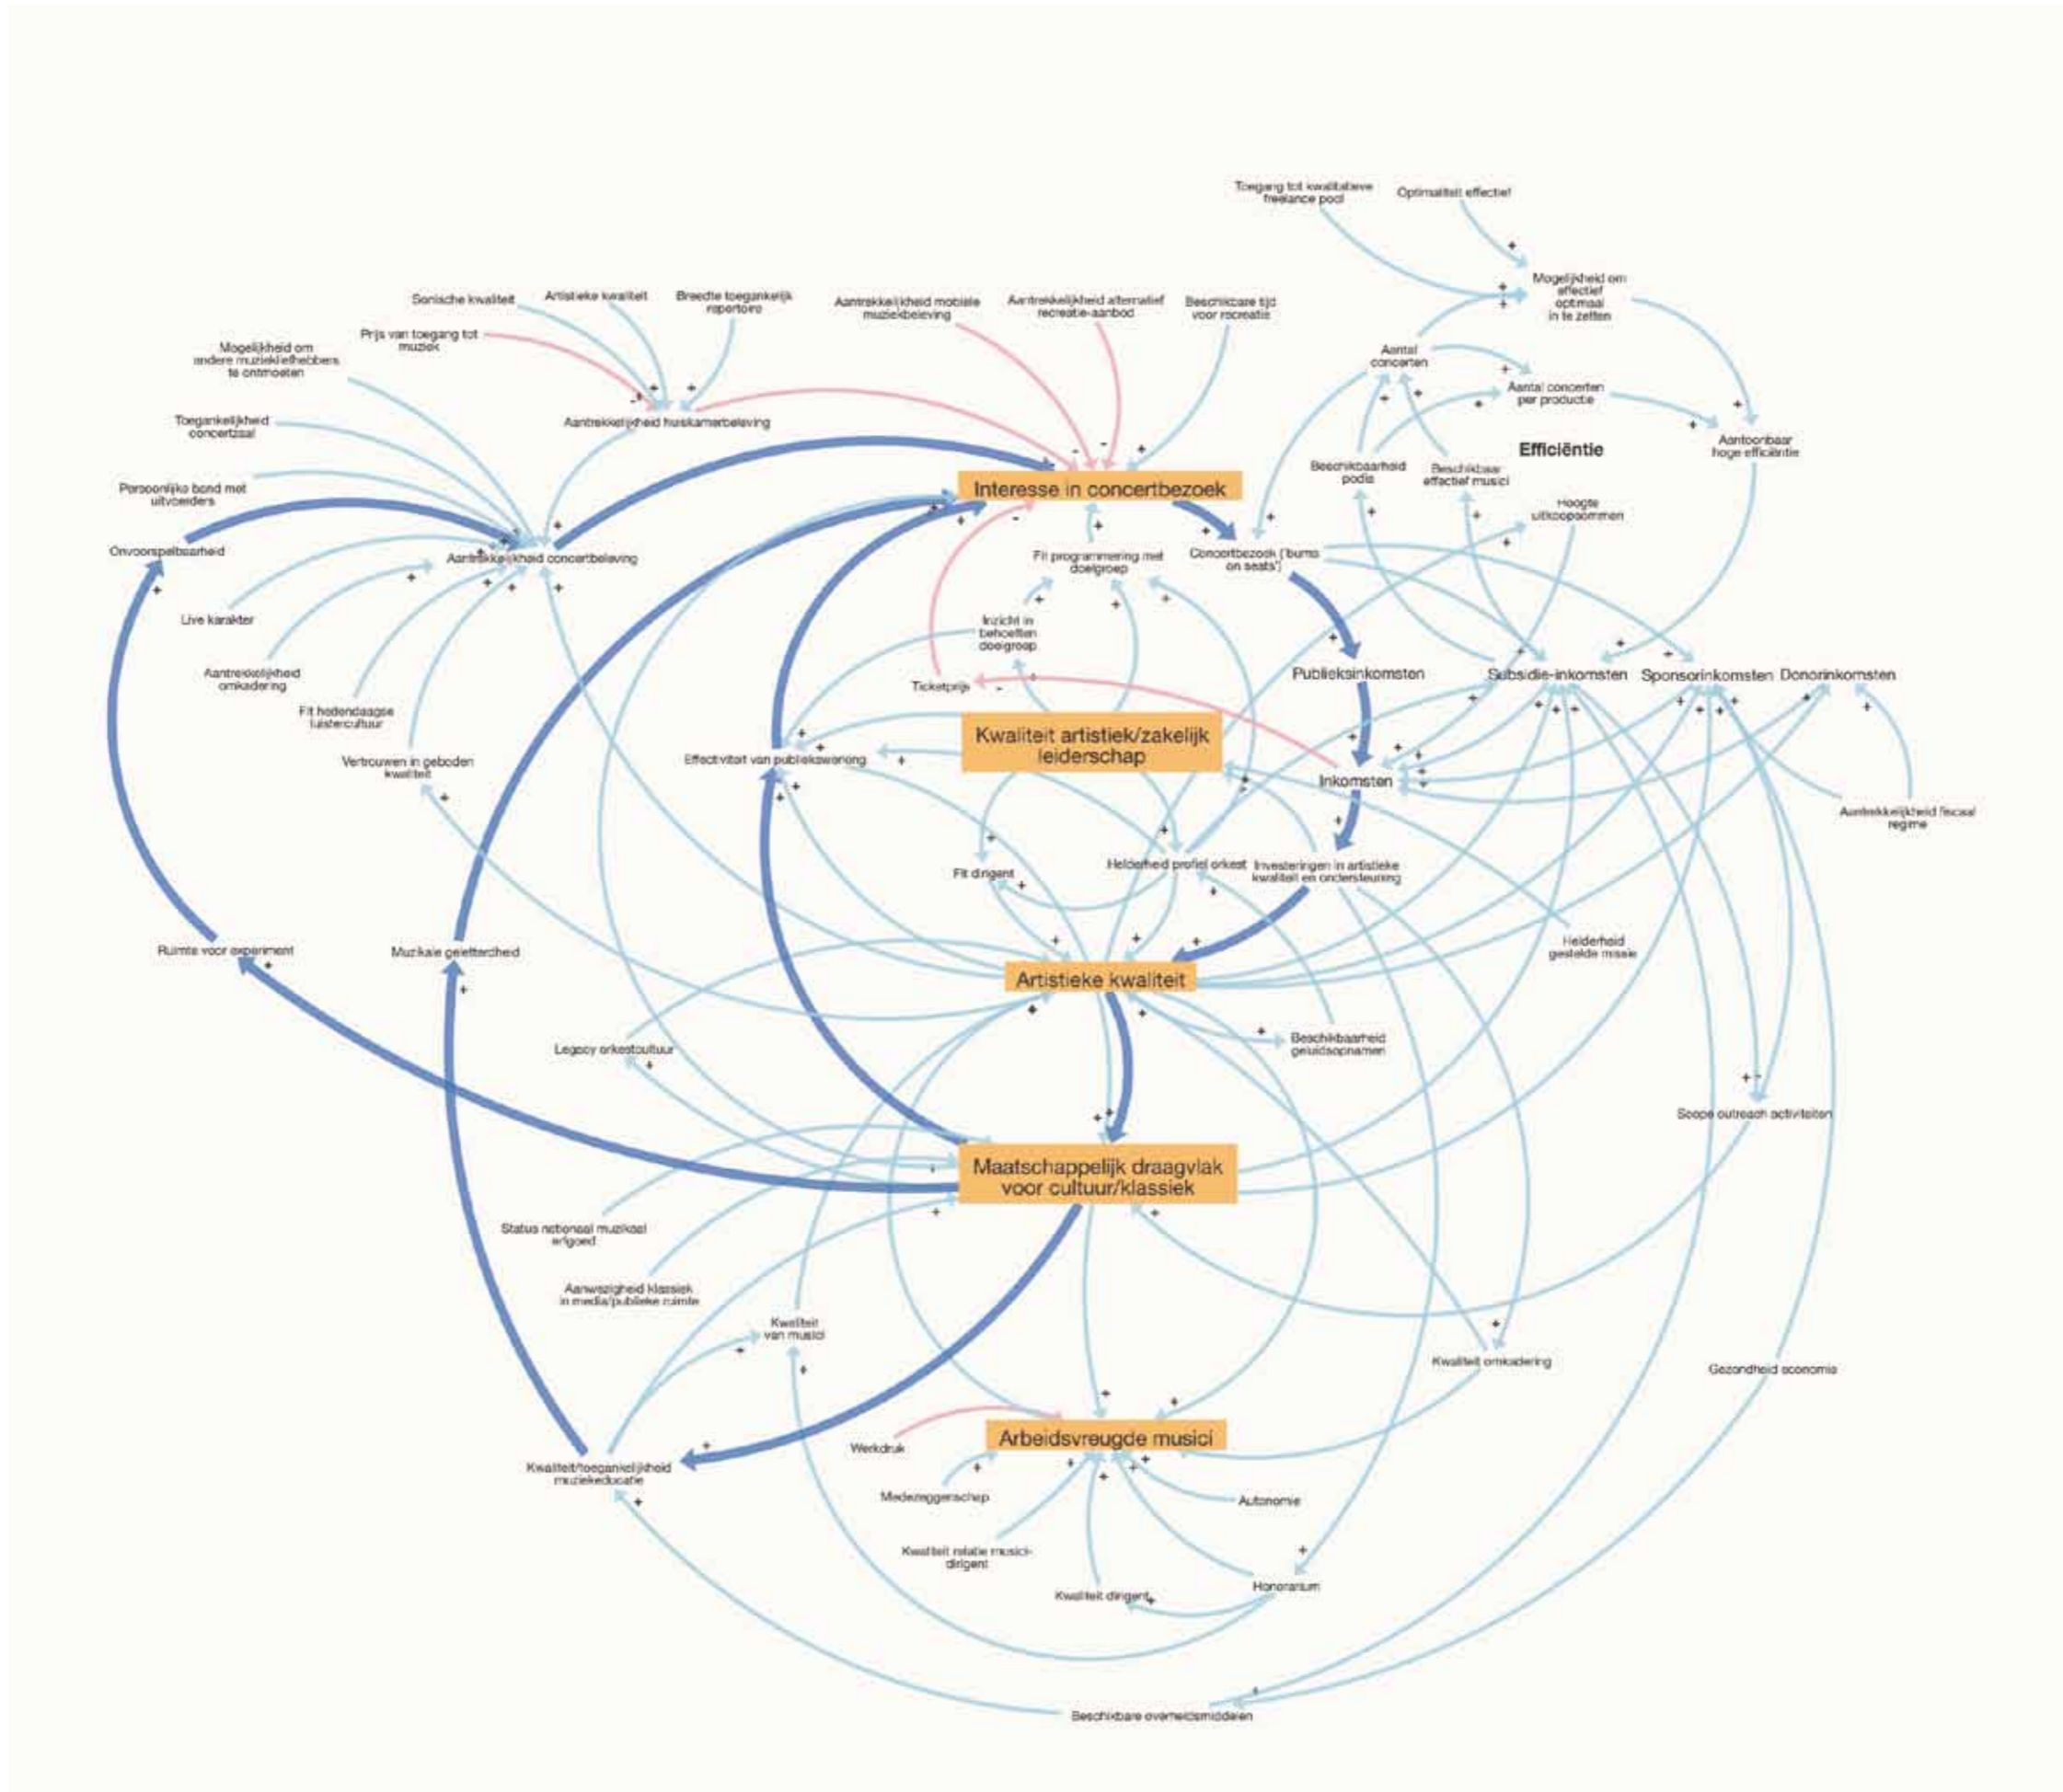 Toegang tot kwalitatieve
freelance pool
Optimaliteit effectief
Mogelijkheid om
effectief
optimaal
in te zetten
Sonische kwaliteit
Artistieke kwaliteit
Breedte toegankelijk
repertoire
Aantrekkelijkheid mobiele
muziekbeleving
Aantrekkelijkheid alternatief
recreatie-aanbod
Beschikbare tijd
voor recreatie
Prijs van toegang tot
muziek
Mogelijkheid om
andere muziekliefhebbers
te ontmoeten
Aantal
concerten
Aantal concerten
per productie
Toegankelijkheid
concertzaal
Aantrekkelijkheid huiskamerbeleving
Efficiëntie
Aantoonbaar
hoge efficiëntie
Beschikbaarheid
podia
Beschikbaar
effectief musici
Interesse in concertbezoek
Persoonlijke band met
uitvoerders
Hoogte
uitkoopsommen
Onvoorspelbaarheid
Aantrekkelijkheid concertbeleving
Fit programmering met
doelgroep
Concertbezoek ('bums
on seats')
Live karakter
Inzicht in
behoeften
doelgroep
Aantrekkelijkheid
omkadering
Ticketprijs
Publieksinkomsten
Subsidie-inkomsten
Sponsorinkomsten
Donorinkomsten
Fit hedendaagse
luistercultuur
Kwaliteit artistiek/zakelijk
leiderschap
Vertrouwen in geboden
kwaliteit
Effectiviteit van publiekswerving
Inkomsten
Aantrekkelijkheid fiscaal
regime
Fit dirigent
Helderheid profiel orkest
Investeringen in artistieke
kwaliteit en ondersteuning
Ruimte voor experiment
Muzikale geletterdheid
Helderheid
gestelde missie
Artistieke kwaliteit
Legacy orkestcultuur
Beschikbaarheid
geluidsopnamen
Scope outreach activiteiten
Maatschappelijk draagvlak
voor cultuur/klassiek
Status nationaal muzikaal
erfgoed
Aanwezigheid klassiek
in media/publieke ruimte
Kwaliteit
van musici
Kwaliteit omkadering
Gezondheid economie
Arbeidsvreugde musici
Werkdruk
Kwaliteit/toegankelijkheid
muziekeducatie
Medezeggenschap
Autonomie
Kwaliteit relatie musici-
dirigent
Kwaliteit dirigent
Honorarium
Beschikbare overheidsmiddelen